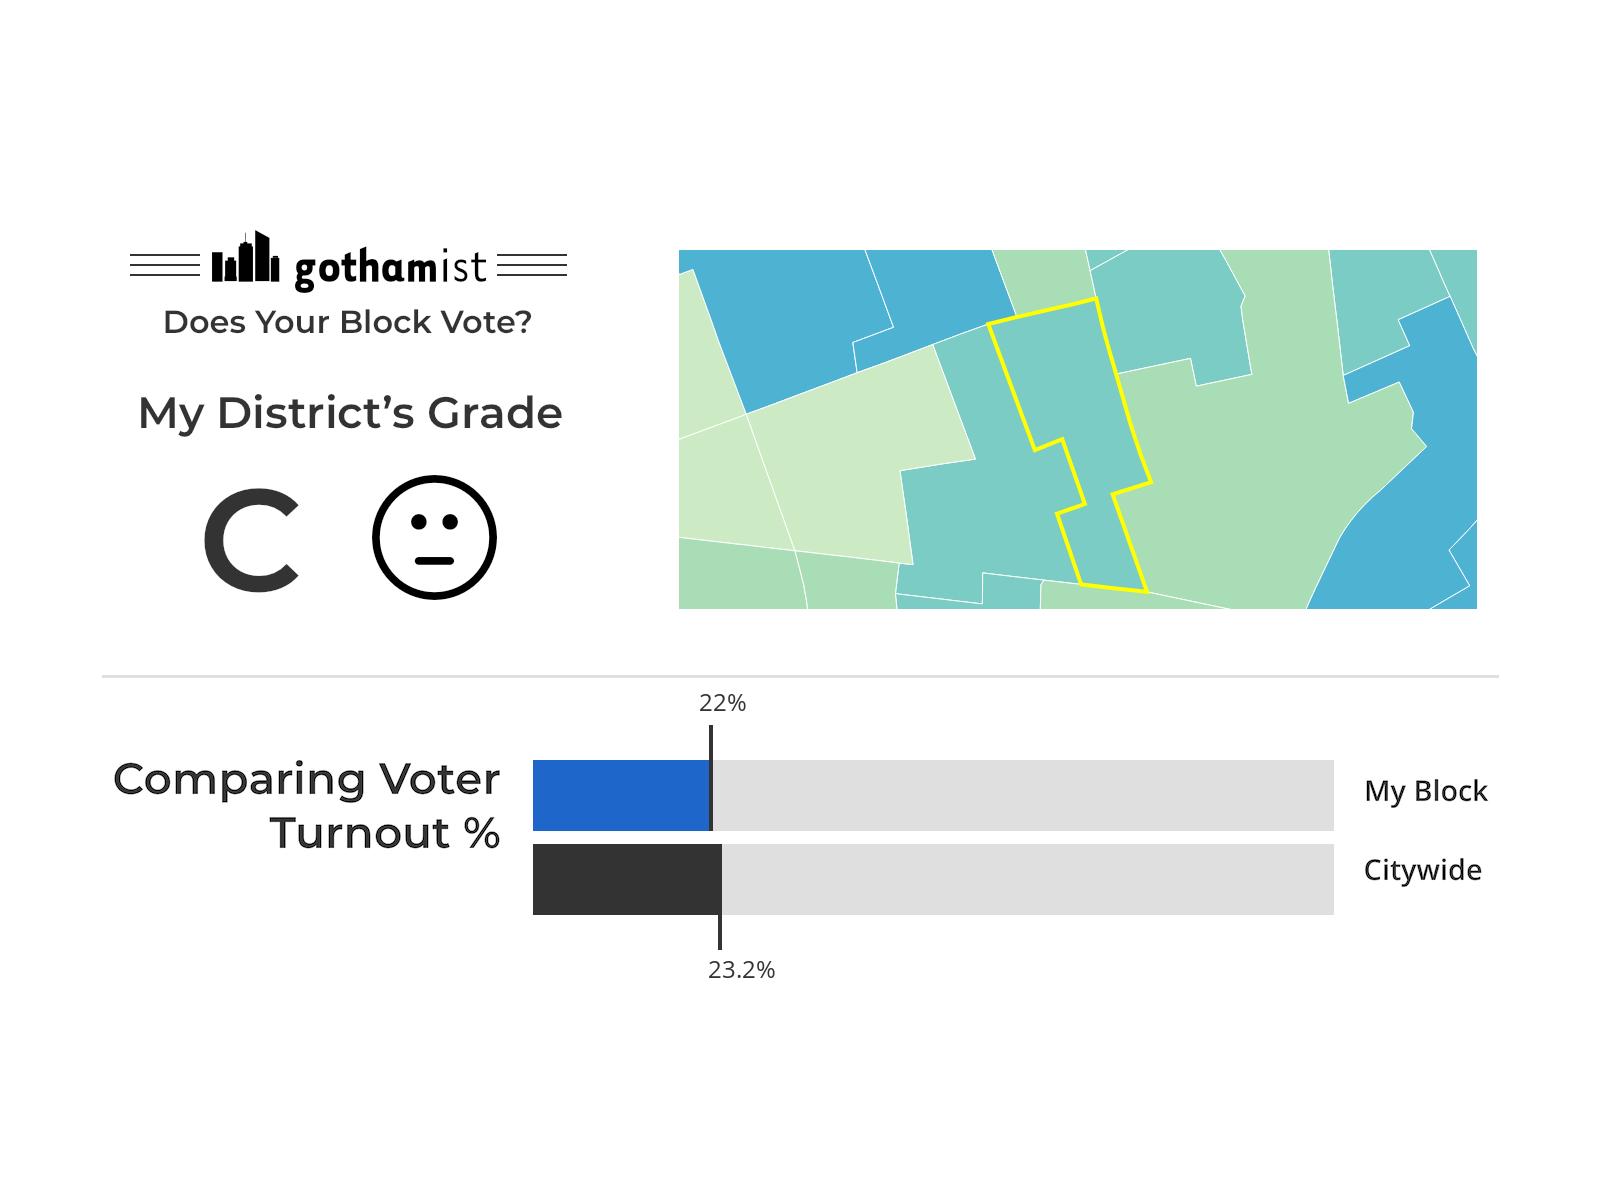 gothamist
Does Your Block Vote?
My District’s Grade
C
22%
Comparing Voter
Turnout %
My Block
Citywide
23.2%